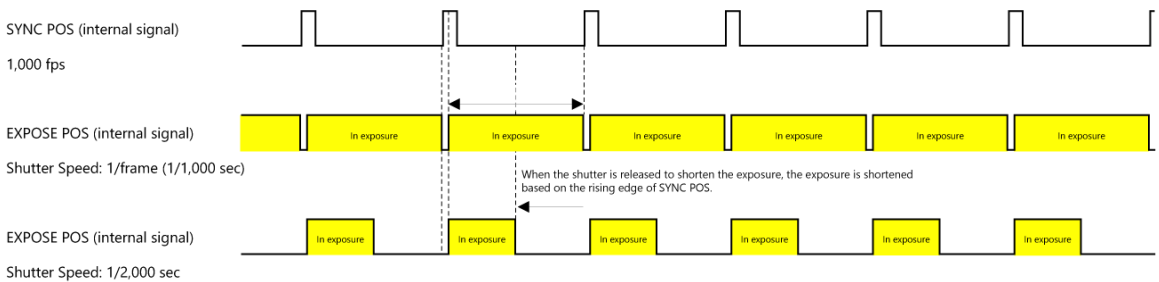 SYNC POS (internal signal)
1,000 fps
EXPOSE POS (internal signal)
In exposure
In exposure
In exposure
In exposure
In exposure
In exposure
Shutter Speed: 1/frame (1/1,000 sec)
When the shutter is released to shorten the exposure, the exposure is shortened
based on the rising edge of SYNC POS.
EXPOSE POS (internal signal)
In exposure
In exposure
In exposure
In exposure
In exposure
In exposure
Shutter Speed: 1/2,000 sec